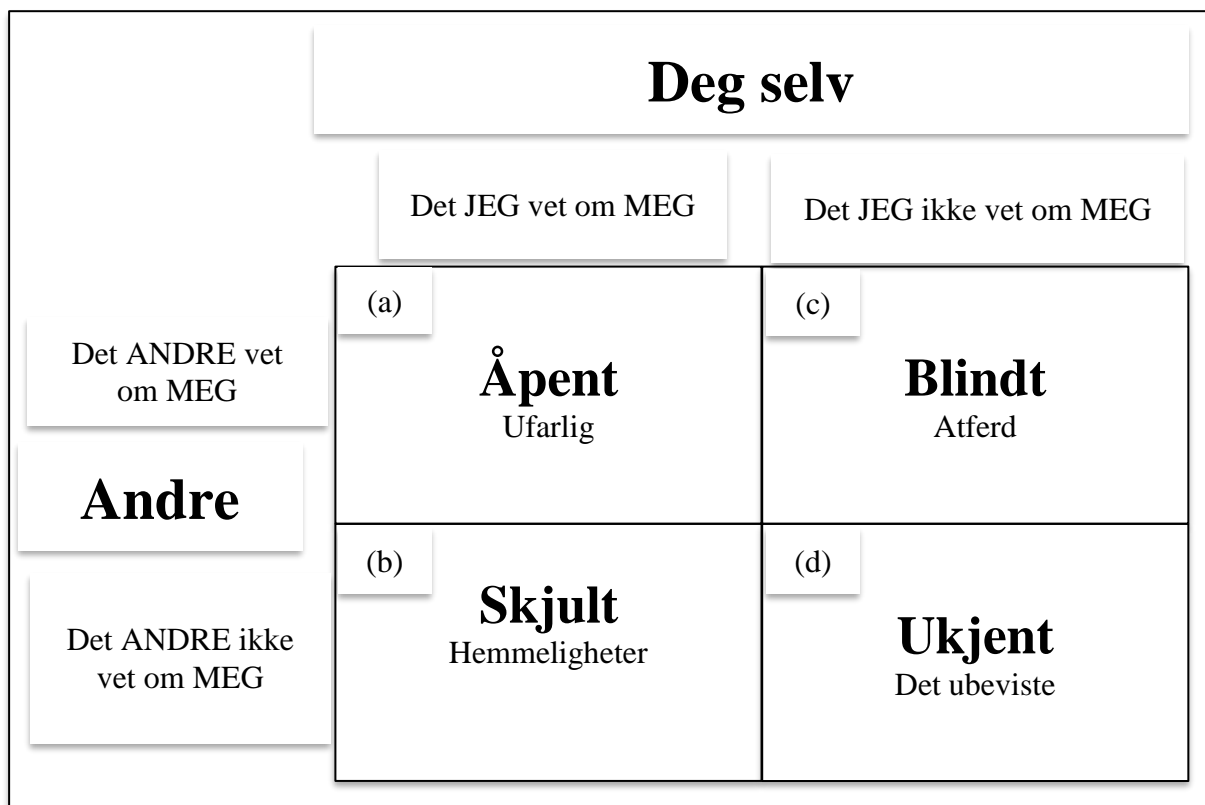 Deg selv
Det JEG vet om MEG
Det JEG ikke vet om MEG
(a)
(c)
Det ANDRE vet
om MEG
Åpent
Ufarlig
Blindt
Atferd
Andre
(b)
(d)
Det ANDRE ikke
vet om MEG
Skjult
Hemmeligheter
Ukjent
Det ubeviste